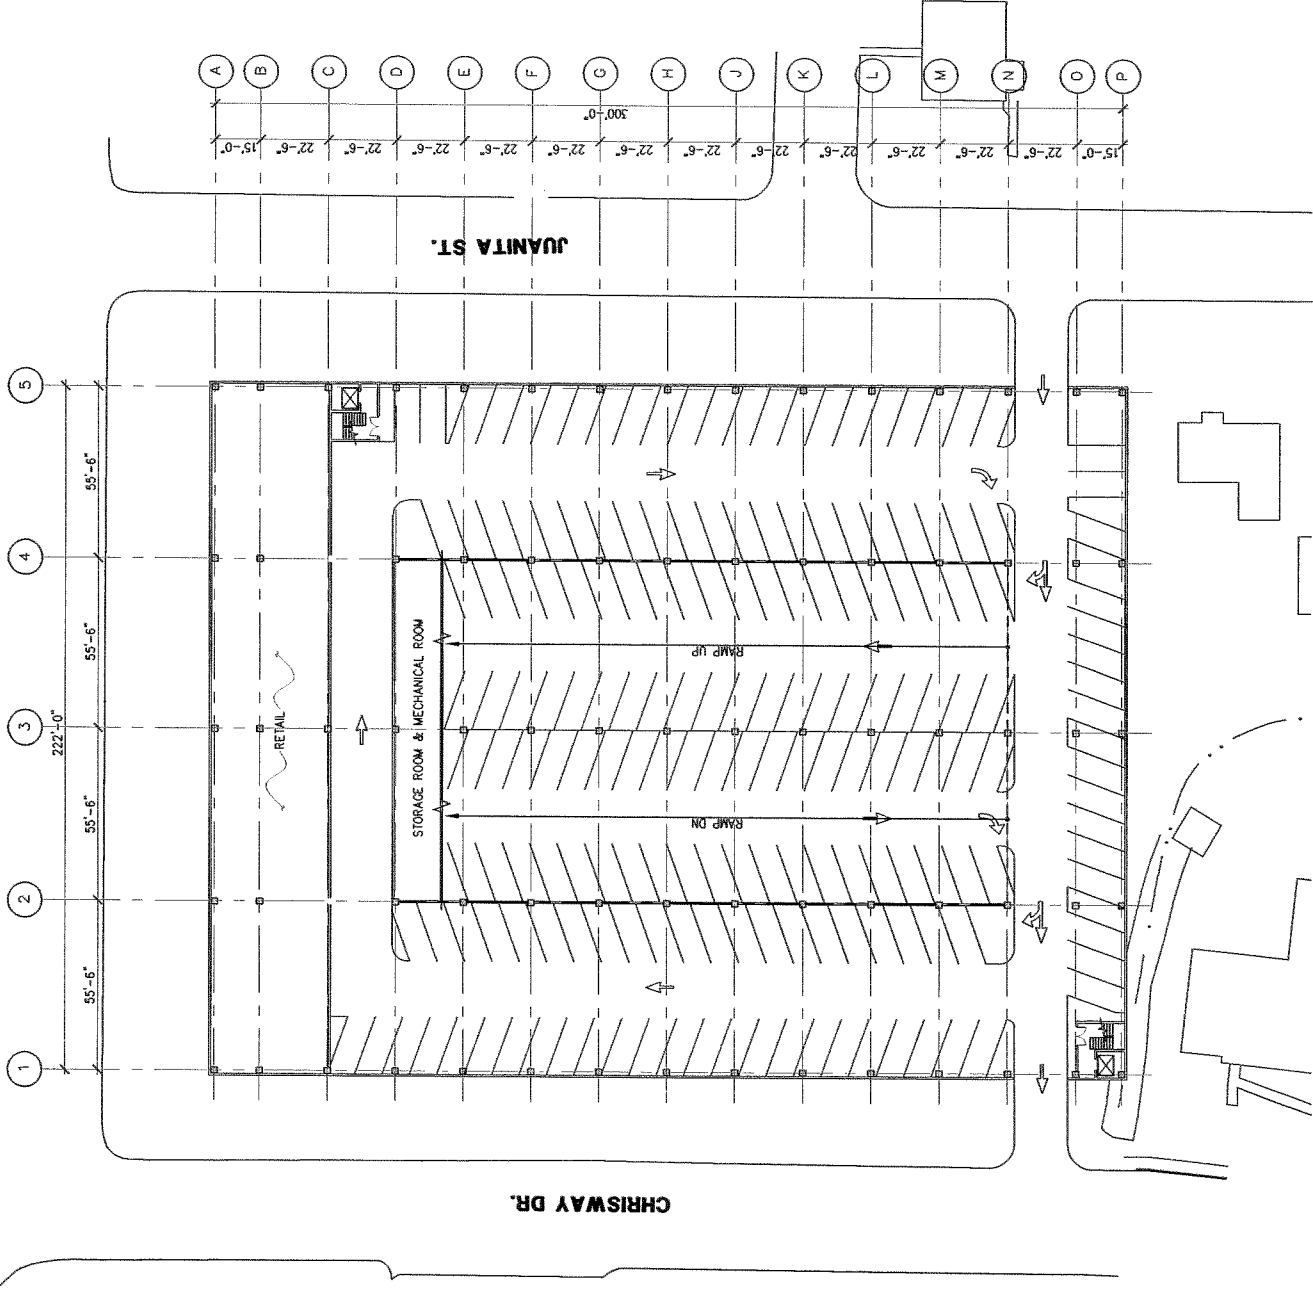 A
B
C
D
E
F
G
H
J
K
L
M
N
O
P
300'-0"
15'-0"
22'-6"
22'-6"
22'-6"
22'-6"
22'-6"
22'-6"
22'-6"
22'-6"
22'-6"
22'-6"
22'-6"
22'-6"
15'-0"
JUANITA ST.
5
4
3
2
1
55'-6"
55'-6"
55'-6"
55'-6"
222'-0"
RETAIL
STORAGE ROOM & MECHANICAL ROOM
RAMP UP
RAMP DN
CHRISWAY DR.